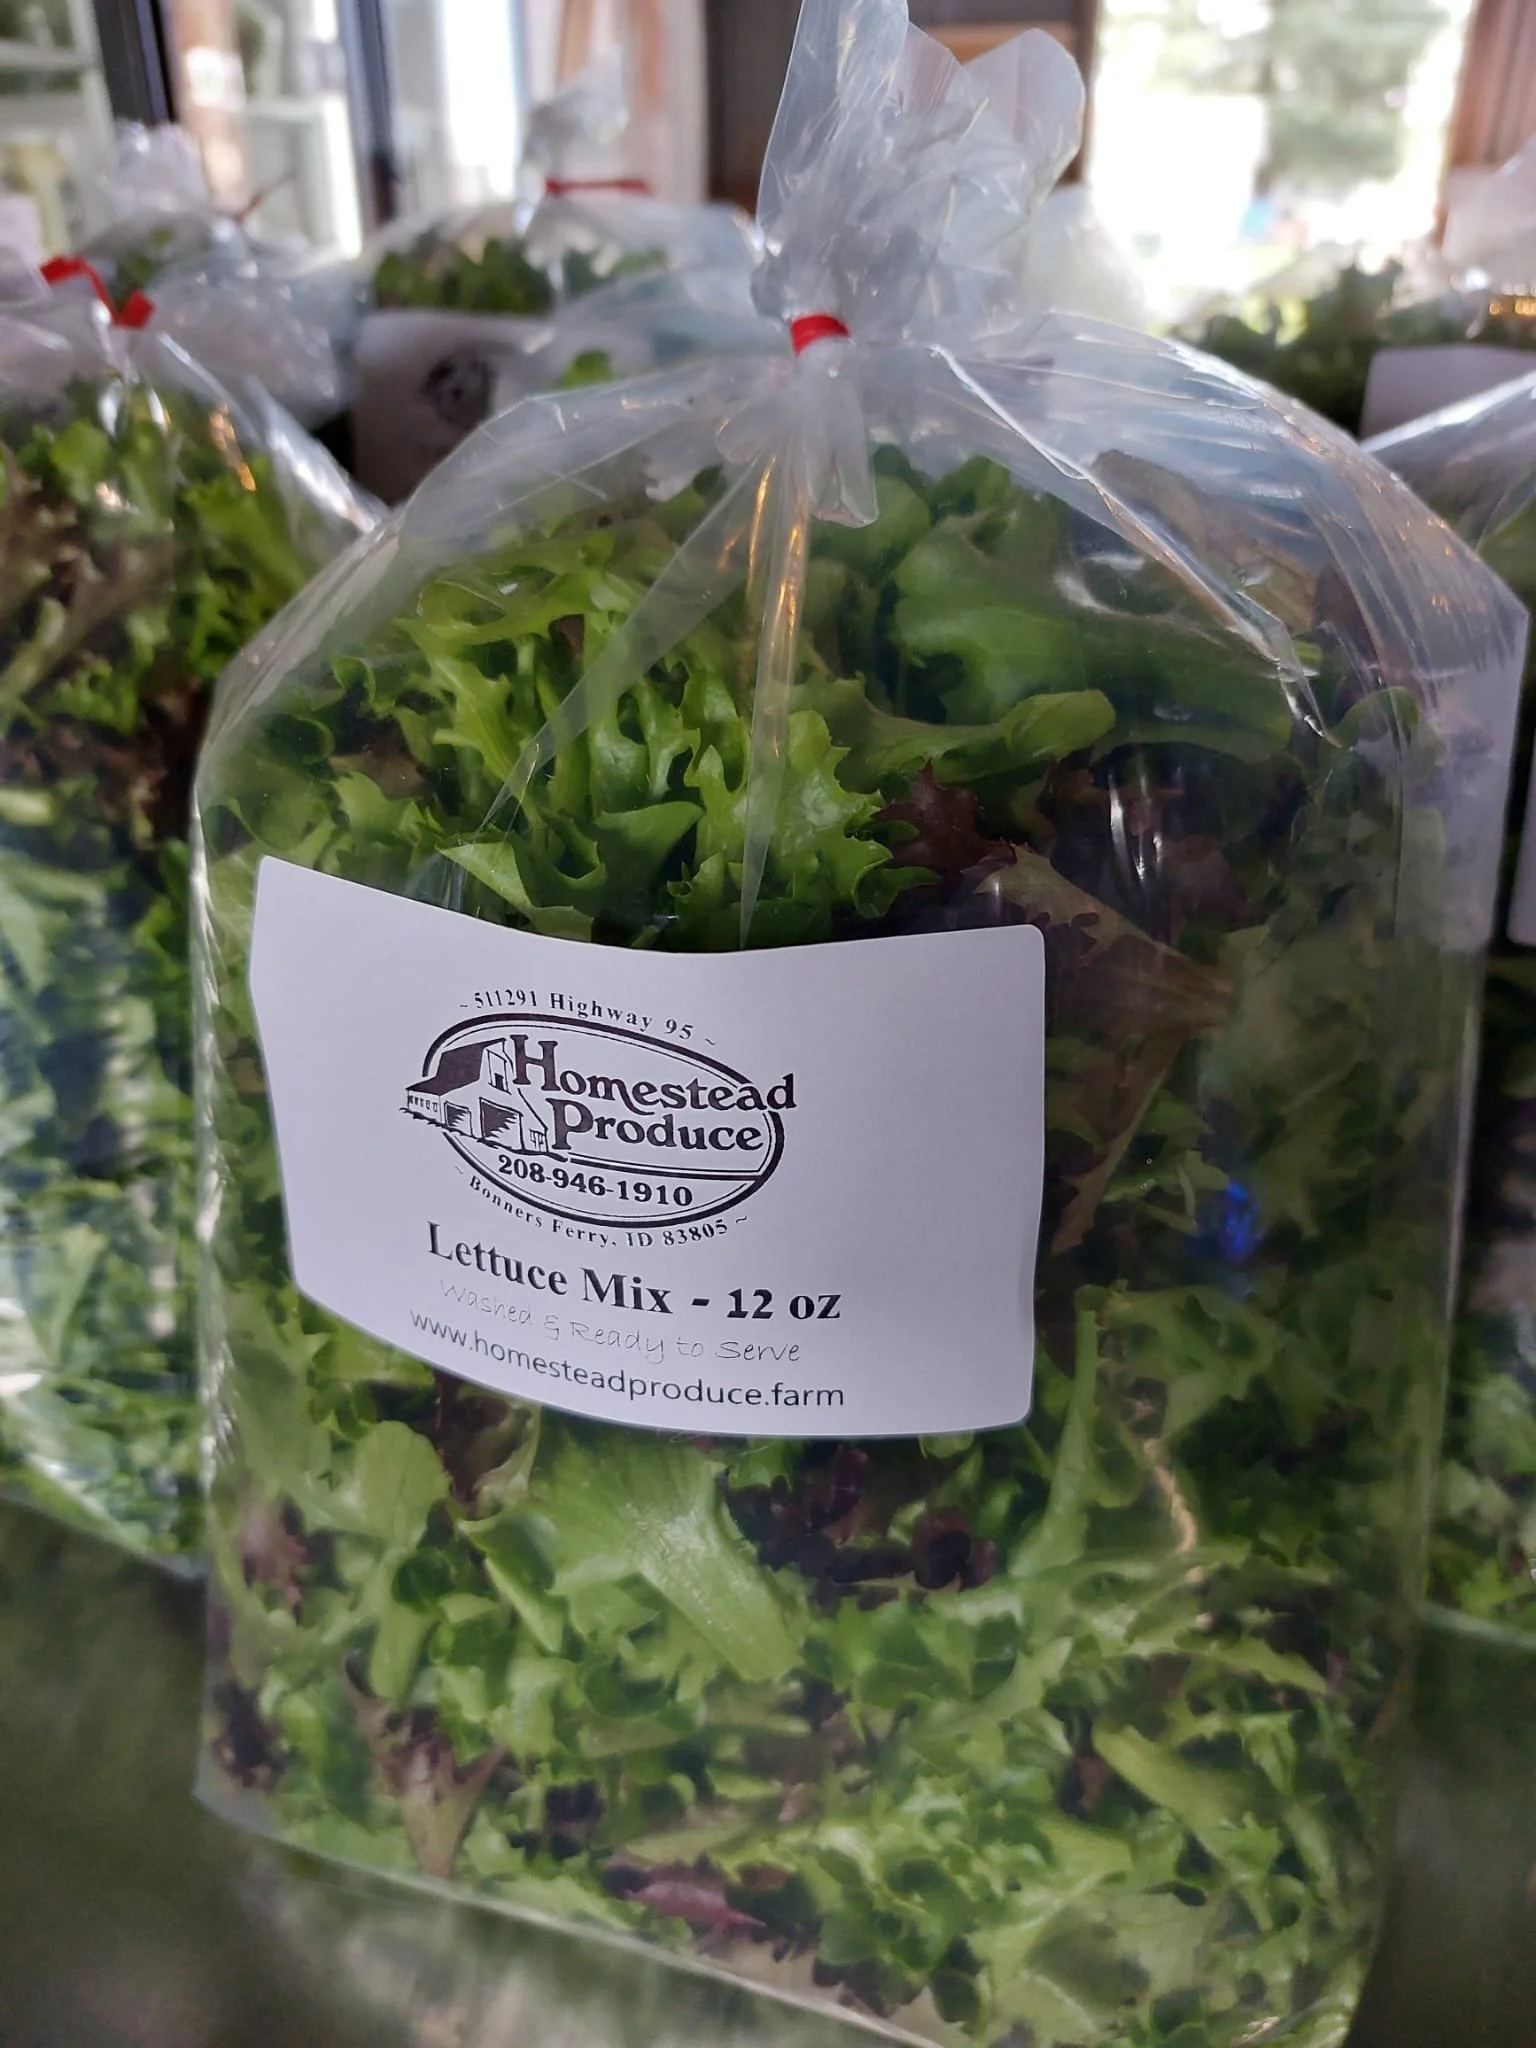 ~ 511291 Highway 95 ~
Homestead
Produce
208-946-1910
~ Bonners Ferry, ID 83805 ~
Lettuce Mix - 12 oz
Washed & Ready to Serve
www.homesteadproduce.farm